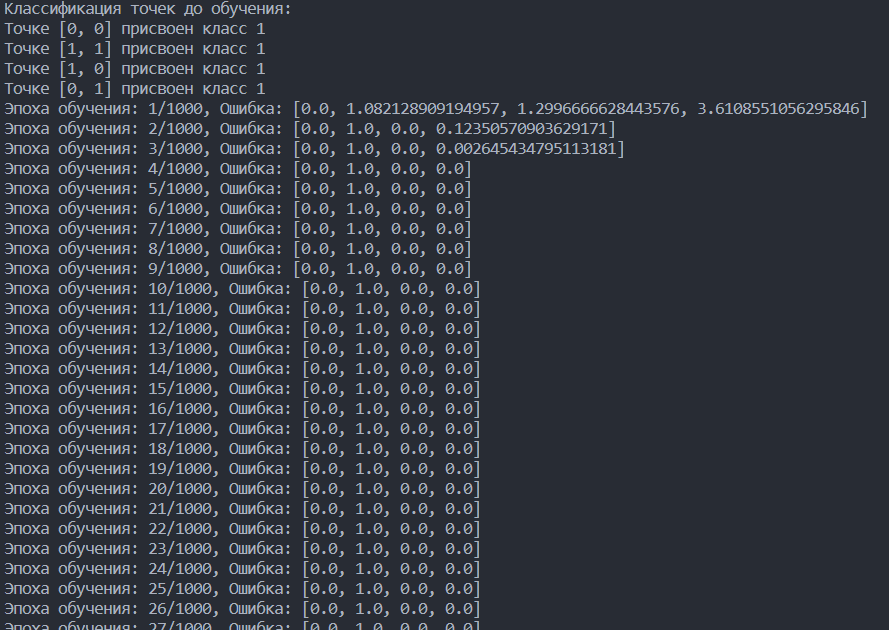 Классификация точек до обучения:
Точке [0, 0] присвоен класс 1
Точке [1, 1] присвоен класс 1
Точке [1, 0] присвоен класс 1
Точке [0, 1] присвоен класс 1
Эпоха обучения: 1/1000, Ошибка: [0.0, 1.082128909194957, 1.2996666628443576, 3.6108551056295846]
Эпоха обучения: 2/1000, Ошибка: [0.0, 1.0, 0.0, 0.12350570903629171]
Эпоха обучения: 3/1000, Ошибка: [0.0, 1.0, 0.0, 0.002645434795113181]
Эпоха обучения: 4/1000, Ошибка: [0.0, 1.0, 0.0, 0.0]
Эпоха обучения: 5/1000, Ошибка: [0.0, 1.0, 0.0, 0.0]
Эпоха обучения: 6/1000, Ошибка: [0.0, 1.0, 0.0, 0.0]
Эпоха обучения: 7/1000, Ошибка: [0.0, 1.0, 0.0, 0.0]
Эпоха обучения: 8/1000, Ошибка: [0.0, 1.0, 0.0, 0.0]
Эпоха обучения: 9/1000, Ошибка: [0.0, 1.0, 0.0, 0.0]
Эпоха обучения: 10/1000, Ошибка: [0.0, 1.0, 0.0, 0.0]
Эпоха обучения: 11/1000, Ошибка: [0.0, 1.0, 0.0, 0.0]
Эпоха обучения: 12/1000, Ошибка: [0.0, 1.0, 0.0, 0.0]
Эпоха обучения: 13/1000, Ошибка: [0.0, 1.0, 0.0, 0.0]
Эпоха обучения: 14/1000, Ошибка: [0.0, 1.0, 0.0, 0.0]
Эпоха обучения: 15/1000, Ошибка: [0.0, 1.0, 0.0, 0.0]
Эпоха обучения: 16/1000, Ошибка: [0.0, 1.0, 0.0, 0.0]
Эпоха обучения: 17/1000, Ошибка: [0.0, 1.0, 0.0, 0.0]
Эпоха обучения: 18/1000, Ошибка: [0.0, 1.0, 0.0, 0.0]
Эпоха обучения: 19/1000, Ошибка: [0.0, 1.0, 0.0, 0.0]
Эпоха обучения: 20/1000, Ошибка: [0.0, 1.0, 0.0, 0.0]
Эпоха обучения: 21/1000, Ошибка: [0.0, 1.0, 0.0, 0.0]
Эпоха обучения: 22/1000, Ошибка: [0.0, 1.0, 0.0, 0.0]
Эпоха обучения: 23/1000, Ошибка: [0.0, 1.0, 0.0, 0.0]
Эпоха обучения: 24/1000, Ошибка: [0.0, 1.0, 0.0, 0.0]
Эпоха обучения: 25/1000, Ошибка: [0.0, 1.0, 0.0, 0.0]
Эпоха обучения: 26/1000, Ошибка: [0.0, 1.0, 0.0, 0.0]
Эпоха обучения: 27/1000, Ошибка: [0.0, 1.0, 0.0, 0.0]